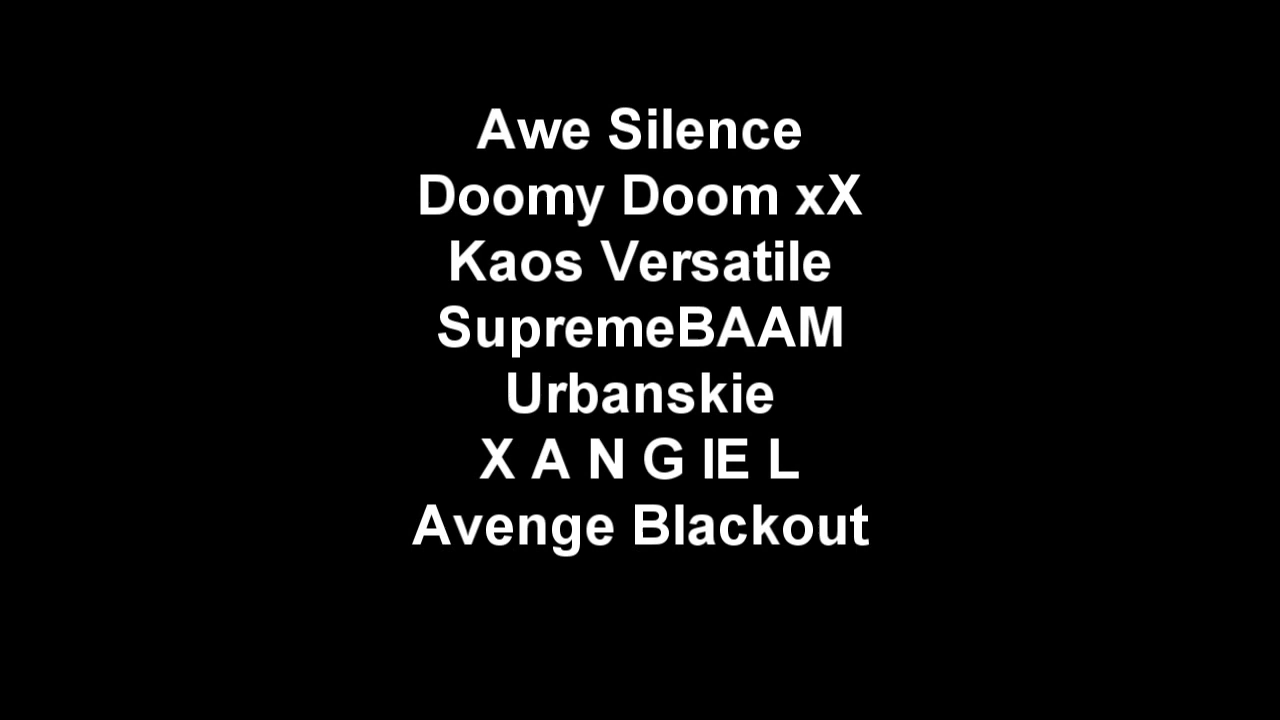 Awe Silence
Doomy Doom xX
Kaos Versatile
SupremeBAAM
Urbanskie
X A N G IE L
Avenge Blackout